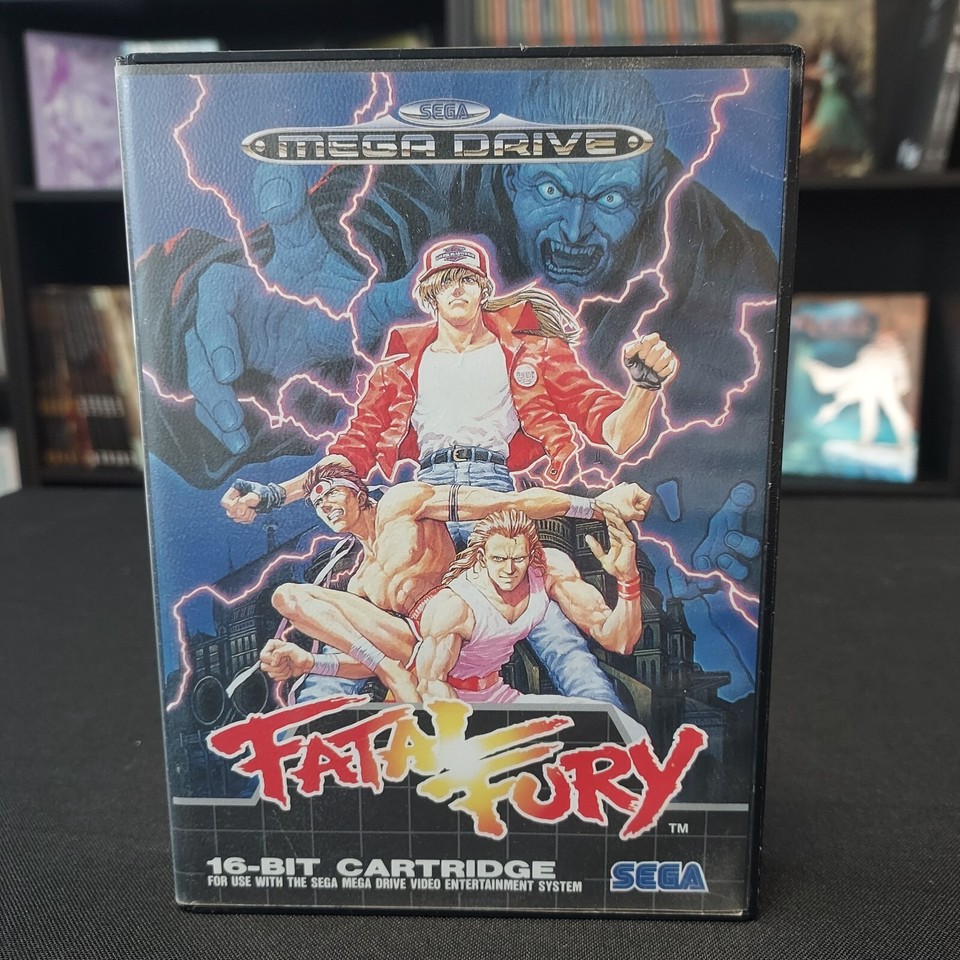 SEGA
MEGA DRIVE
FATAL FURY
TM
16-BIT CARTRIDGE
FOR USE WITH THE SEGA MEGA DRIVE VIDEO ENTERTAINMENT SYSTEM
SEGA